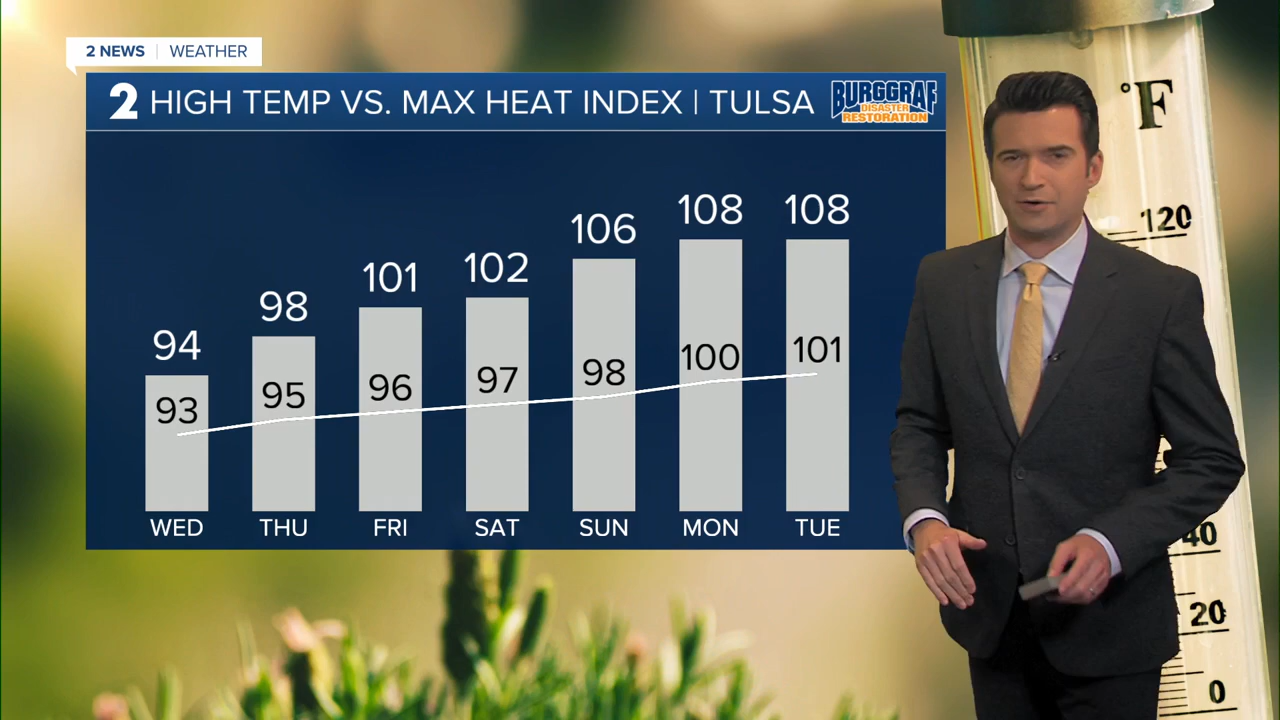 2 NEWS | WEATHER
2 HIGH TEMP VS. MAX HEAT INDEX | TULSA
BURGGRAF
DISASTER
RESTORATION
94 98 101 102 106 108 108
93 95 96 97 98 100 101
WED THU FRI SAT SUN MON TUE
°F
120
40
20
0